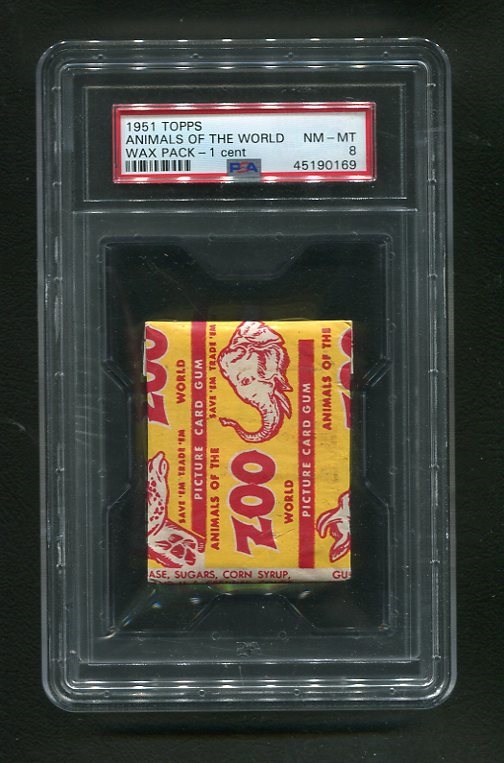 1951 TOPPS
ANIMALS OF THE WORLD NM - MT
WAX PACK - 1 cent 8
PSA 45190169
ZOO
WORLD
SAVE 'EM TRADE 'EM
PICTURE CARD GUM
SAVE 'EM TRADE 'EM
ANIMALS OF THE
ZOO
WORLD
PICTURE CARD GUM
ANIMALS OF THE
ASE, SUGARS, CORN SYRUP, GU